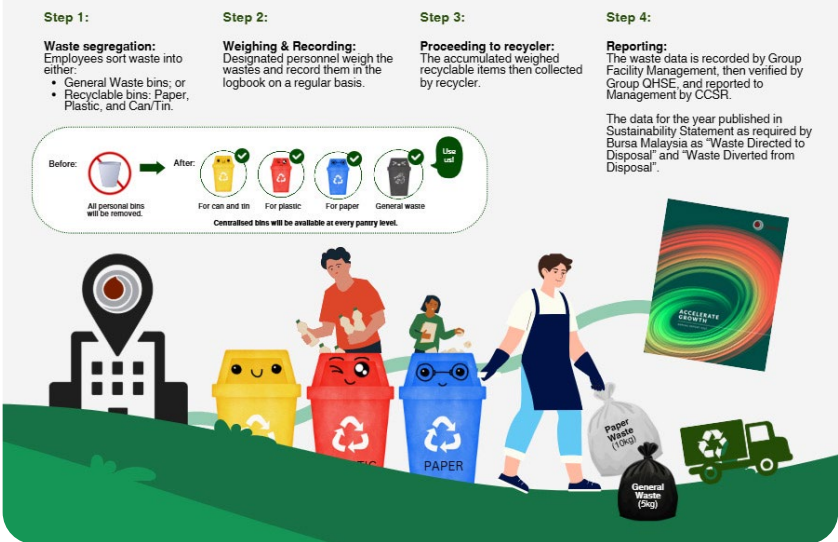 Step 1:
Waste segregation:
Employees sort waste into
either:
• General Waste bins; or
• Recyclable bins: Paper,
Plastic, and Can/Tin.
Step 2:
Weighing & Recording:
Designated personnel weigh the
wastes and record them in the
logbook on a regular basis.
Step 3:
Proceeding to recycler:
The accumulated weighed
recyclable items then collected
by recycler.
Step 4:
Reporting:
The waste data is recorded by Group
Facility Management, then verified by
Group QHSE, and reported to
Management by CCSR.
The data for the year published in
Sustainability Statement as required by
Bursa Malaysia as “Waste Directed to
Disposal” and “Waste Diverted from
Disposal”.
Before:
All personal bins
will be removed.
After:
For can and tin
For plastic
For paper
General waste
Use
us!
Centralised bins will be available at every pantry level.
ACCELERATE
GROWTH
PAPER
Paper
Waste
(10kg)
General
Waste
(5kg)